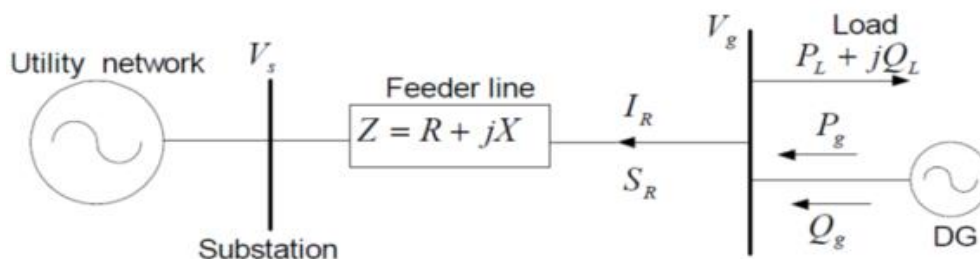 Utility network
V_s
Feeder line
Z = R + jX
Substation
I_R
S_R
V_g
Load
P_L + jQ_L
P_g
Q_g
DG